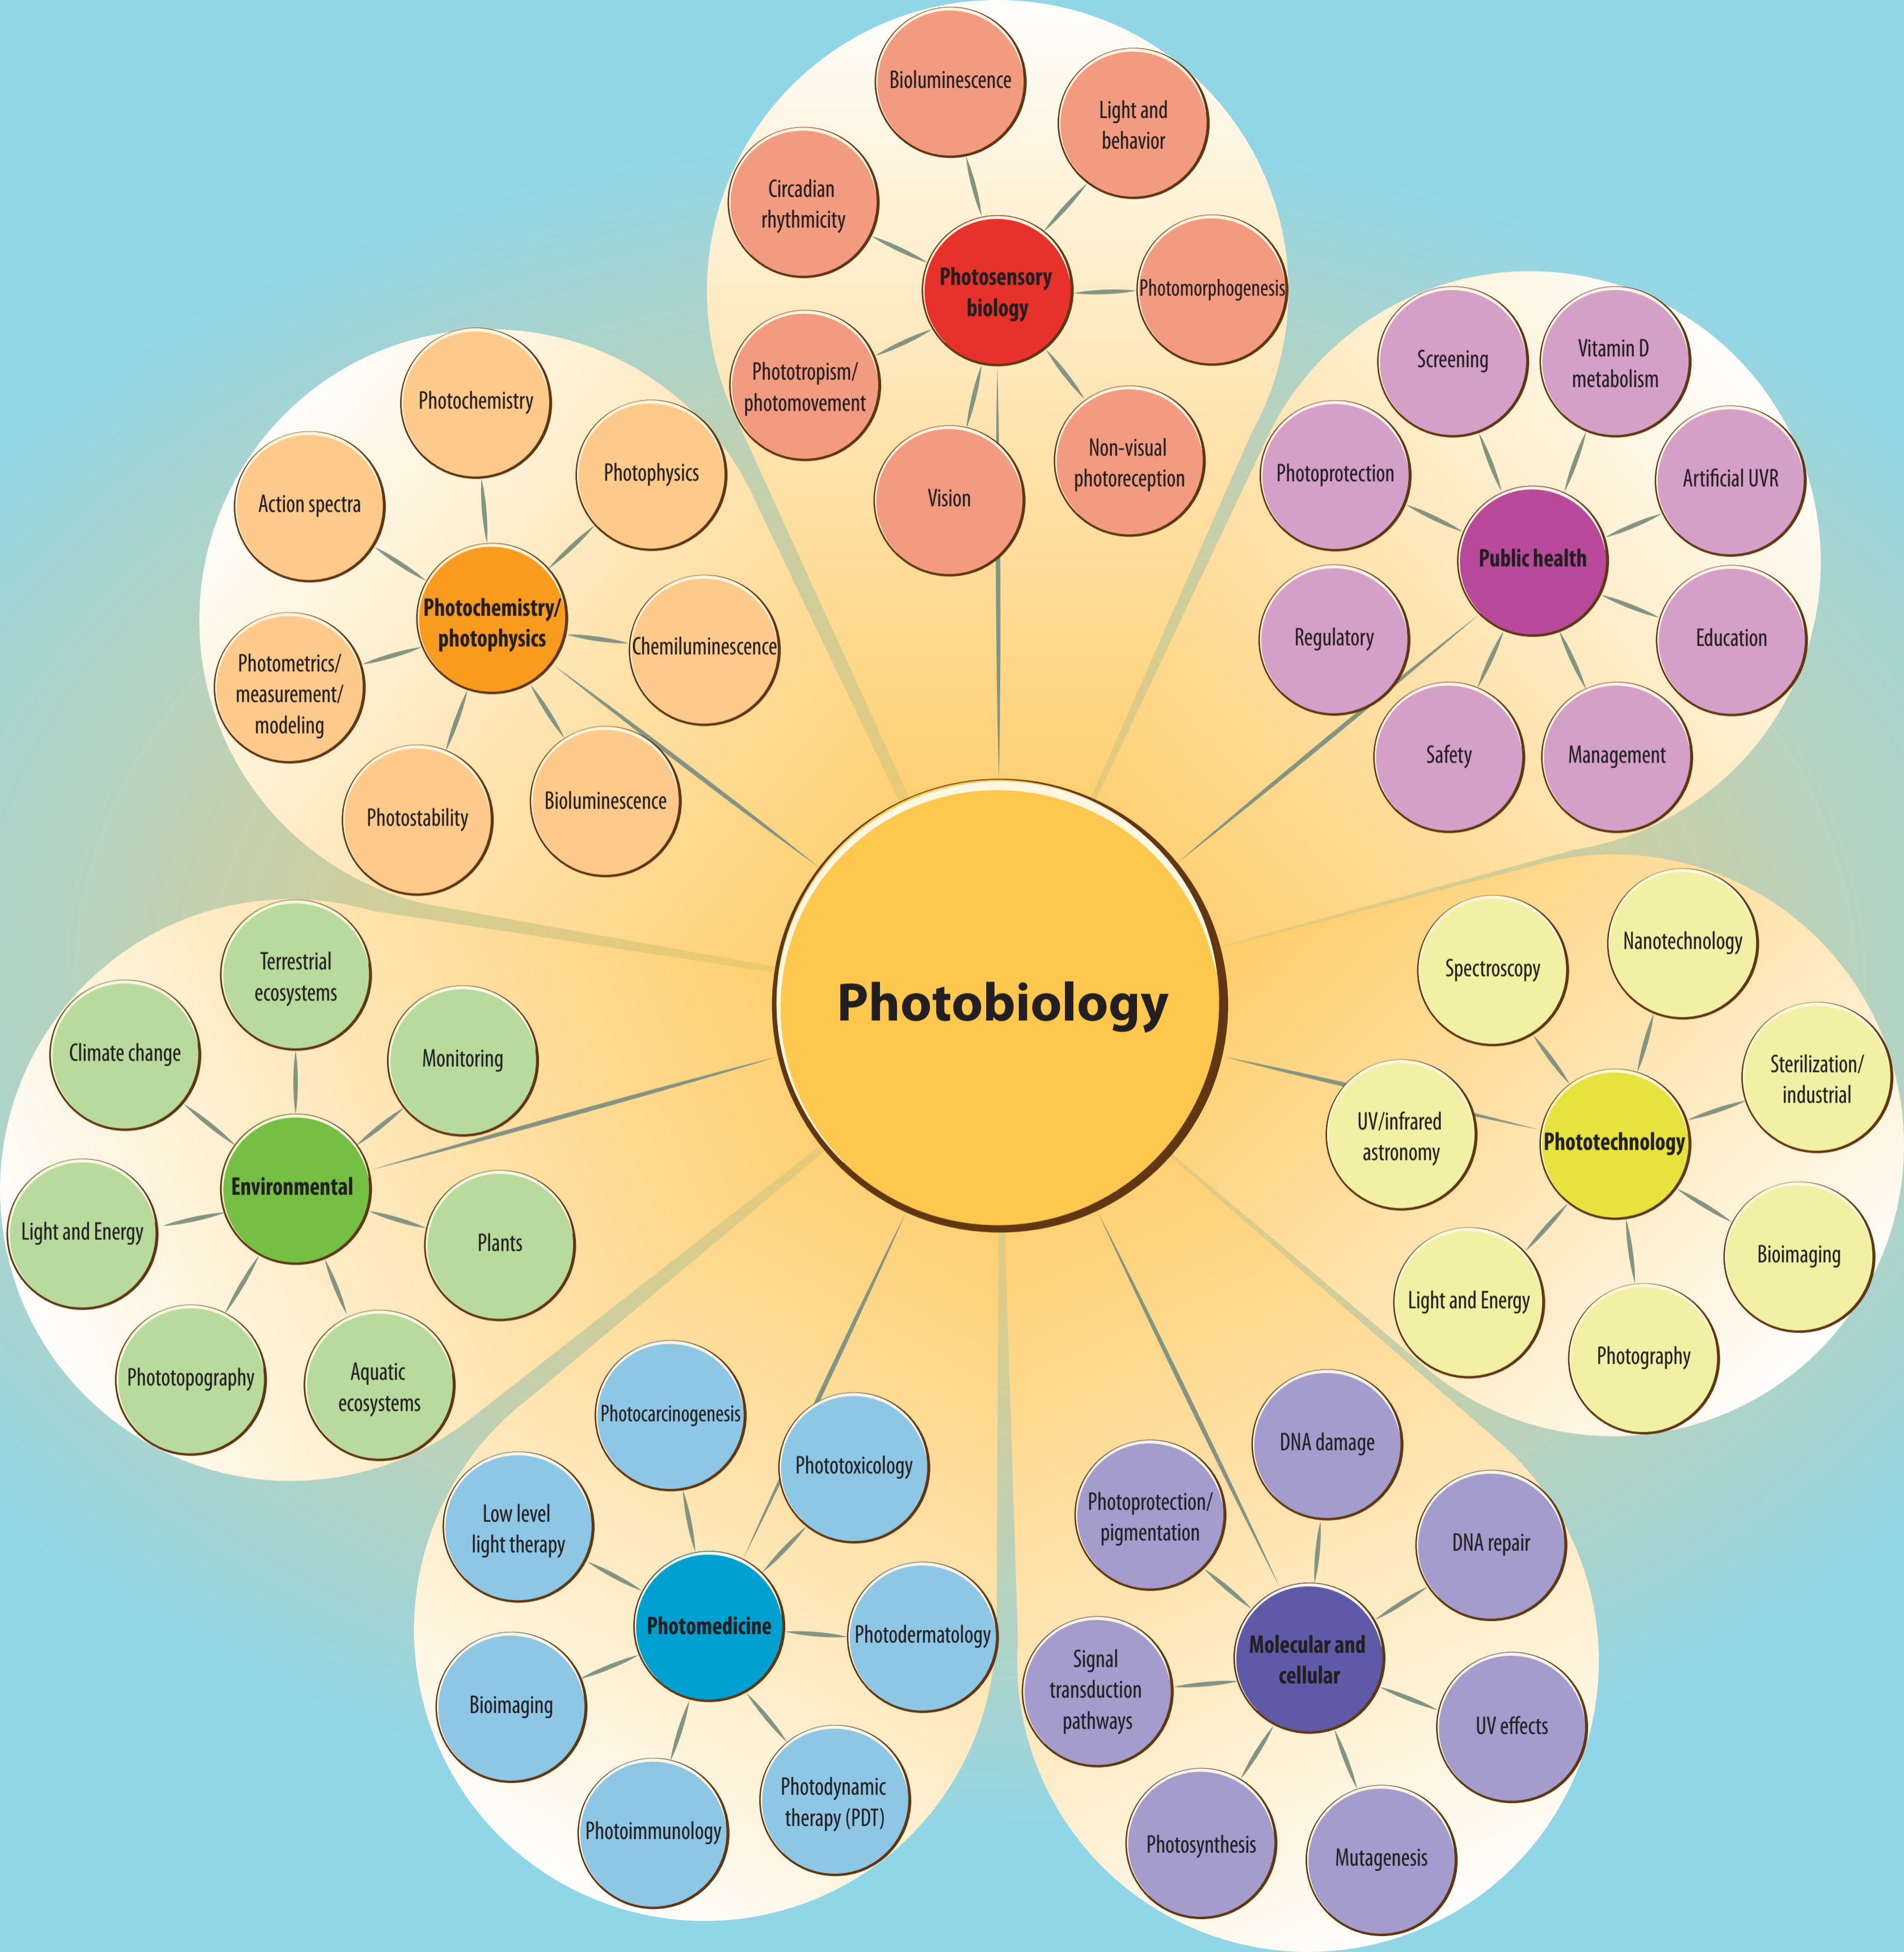 Bioluminescence
Light and
behavior
Circadian
rhythmicity
Photosensory
biology
Photomorphogenesis
Phototropism/
photomovement
Non-visual
photoreception
Vision
Screening
Vitamin D
metabolism
Photoprotection
Artificial UVR
Public health
Regulatory
Education
Safety
Management
Photochemistry
Photophysics
Action spectra
Photochemistry/
photophysics
Chemiluminescence
Photometrics/
measurement/
modeling
Bioluminescence
Photostability
Photobiology
Nanotechnology
Spectroscopy
Sterilization/
industrial
UV/infrared
astronomy
Phototechnology
Bioimaging
Light and Energy
Photography
Terrestrial
ecosystems
Climate change
Monitoring
Environmental
Light and Energy
Plants
Phototopography
Aquatic
ecosystems
Photocarcinogenesis
Phototoxicology
Low level
light therapy
Photomedicine
Photodermatology
Bioimaging
Photodynamic
therapy (PDT)
Photoimmunology
DNA damage
Photoprotection/
pigmentation
DNA repair
Molecular and
cellular
Signal
transduction
pathways
UV effects
Photosynthesis
Mutagenesis